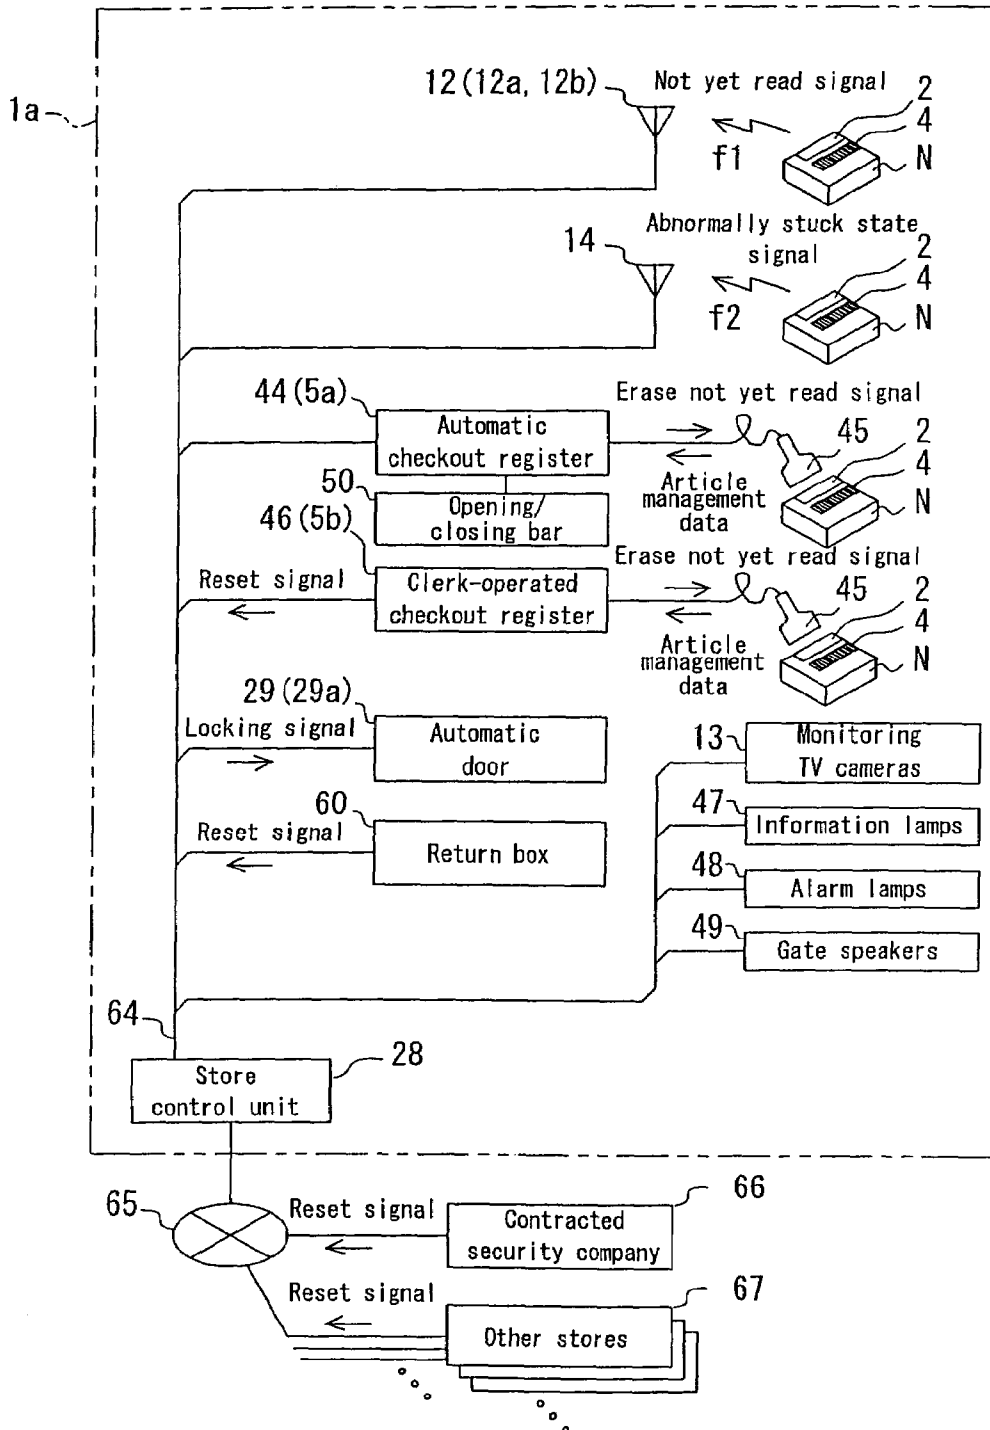 12(12a, 12b)
Not yet read signal
2
4
1a
f1
N
Abnormally stuck state
signal
14
2
4
f2
N
44(5a)
Erase not yet read signal
Automatic
checkout register
45
2
4
Article
management
data
N
50
Opening/
closing bar
46(5b)
Erase not yet read signal
Reset signal
Clerk-operated
checkout register
45
2
4
Article
management
data
N
29(29a)
Locking signal
Automatic
door
13
Monitoring
TV cameras
60
Reset signal
Return box
47
Information lamps
48
Alarm lamps
49
Gate speakers
64
28
Store
control unit
65
Reset signal
66
Contracted
security company
Reset signal
67
Other stores